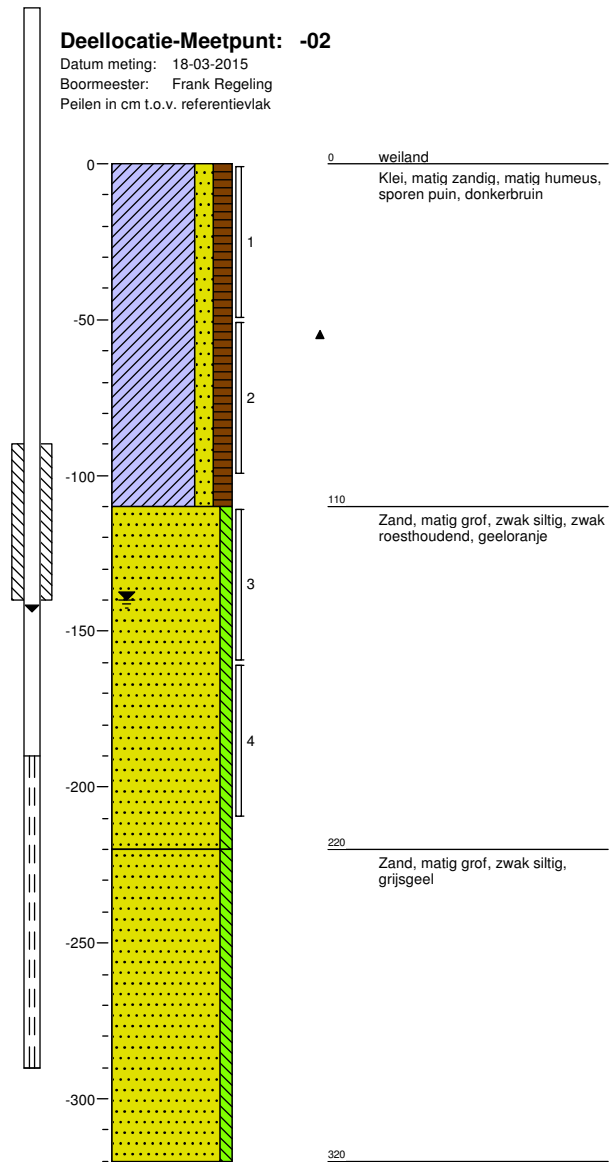 Deellocatie-Meetpunt: -02
Datum meting: 18-03-2015
Boormeester: Frank Regeling
Peilen in cm t.o.v. referentievlak
0
0
weiland
Klei, matig zandig, matig humeus,
sporen puin, donkerbruin
1
-50
2
-100
110
Zand, matig grof, zwak siltig, zwak
roesthoudend, geeloranje
3
-150
4
-200
220
Zand, matig grof, zwak siltig,
grijsgeel
-250
-300
320